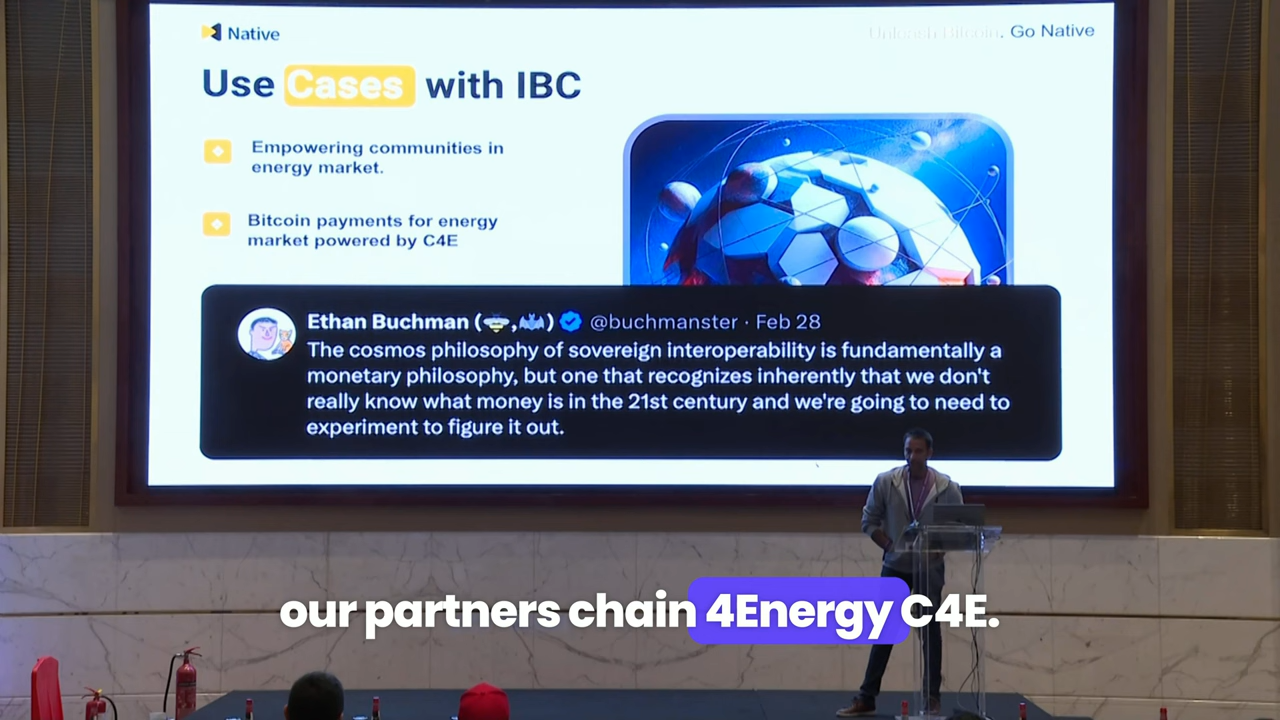 Native
Unleash Bitcoin. Go Native
Use Cases with IBC
Empowering communities in
energy market.
Bitcoin payments for energy
market powered by C4E
Ethan Buchman (🐝,🦇) @buchmanster · Feb 28
The cosmos philosophy of sovereign interoperability is fundamentally a
monetary philosophy, but one that recognizes inherently that we don't
really know what money is in the 21st century and we're going to need to
experiment to figure it out.
our partners chain 4Energy C4E.